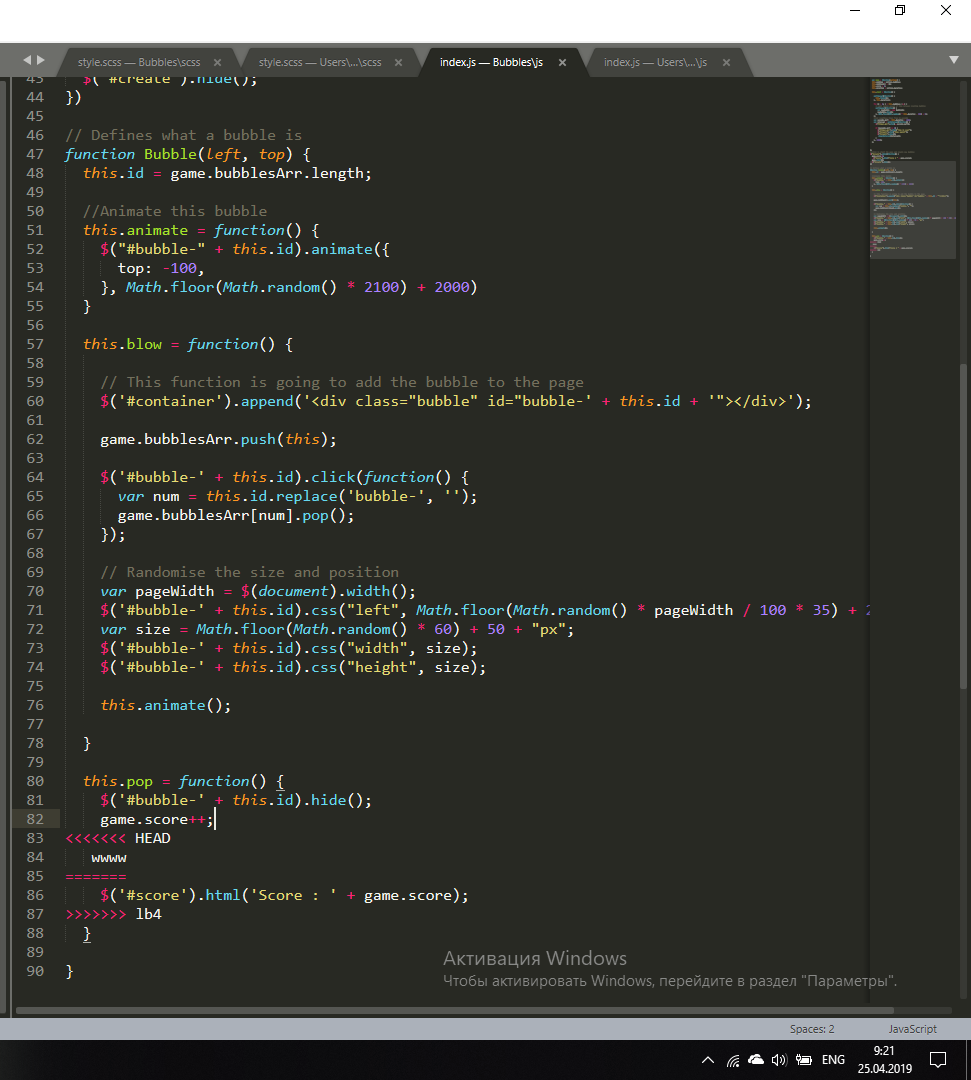 style.scss — Bubbles\scss × style.scss — Users\...\scss × index.js — Bubbles\js × index.js — Users\...\js ×
43 $("#create").hide();
44 })
45
46 // Defines what a bubble is
47 function Bubble(left, top) {
48 this.id = game.bubblesArr.length;
49
50 //Animate this bubble
51 this.animate = function() {
52 $("#bubble-" + this.id).animate({
53 top: -100,
54 }, Math.floor(Math.random() * 2100) + 2000)
55 }
56
57 this.blow = function() {
58
59 // This function is going to add the bubble to the page
60 $('#container').append('<div class="bubble" id="bubble-' + this.id + '"></div>');
61
62 game.bubblesArr.push(this);
63
64 $('#bubble-' + this.id).click(function() {
65 var num = this.id.replace('bubble-', '');
66 game.bubblesArr[num].pop();
67 });
68
69 // Randomise the size and position
70 var pageWidth = $(document).width();
71 $('#bubble-' + this.id).css("left", Math.floor(Math.random() * pageWidth / 100 * 35) + 
72 var size = Math.floor(Math.random() * 60) + 50 + "px";
73 $('#bubble-' + this.id).css("width", size);
74 $('#bubble-' + this.id).css("height", size);
75
76 this.animate();
77
78 }
79
80 this.pop = function() {
81 $('#bubble-' + this.id).hide();
82 game.score++;
83 <<<<<<< HEAD
84 wwww
85 =======
86 $('#score').html('Score : ' + game.score);
87 >>>>>>> lb4
88 }
89
90 }
Активация Windows
Чтобы активировать Windows, перейдите в раздел "Параметры".
Spaces: 2 JavaScript
ENG 9:21
25.04.2019